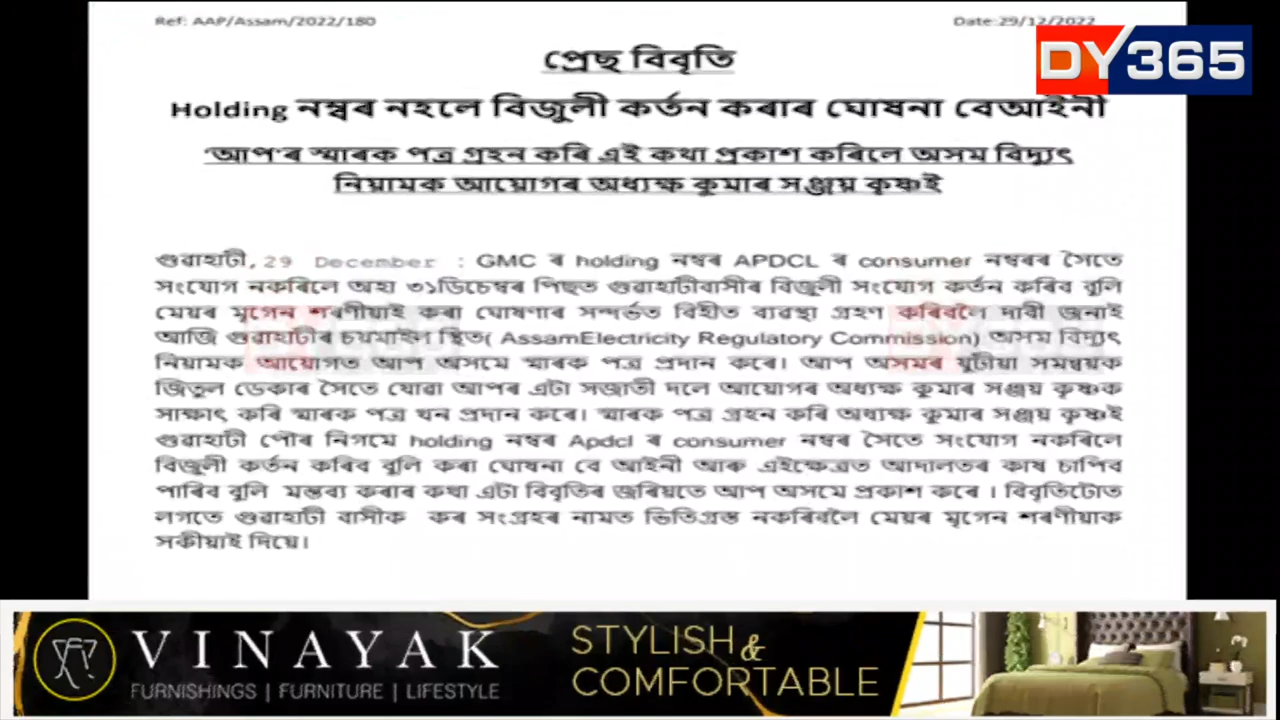 Ref: AAP/Assam/2022/180
Date:29/12/2022
DY365
প্ৰেছ বিবৃতি
Holding নম্বৰ নহলে বিজুলী কৰ্তন কৰাৰ ঘোষনা বেআইনী
'আপ'ৰ স্মাৰক পত্ৰ গ্ৰহন কৰি এই কথা প্ৰকাশ কৰিলে অসম বিদ্যুৎ
নিয়ামক আয়োগৰ অধ্যক্ষ কুমাৰ সঞ্জয় কৃষ্ণই
গুৱাহাটী, 29 December : GMC ৰ holding নম্বৰ APDCL ৰ consumer নম্বৰৰ সৈতে
সংযোগ নকৰিলে অহা ৩১ডিচেম্বৰ পিছত গুৱাহাটীবাসীৰ বিজুলী সংযোগ কৰ্তন কৰিব বুলি
মেয়ৰ মৃগেন শৰণীয়াই কৰা ঘোষণাৰ সন্দৰ্ভত বিহীত ব্যৱস্থা গ্ৰহণ কৰিবলৈ দাবী জনাই
আজি গুৱাহাটীৰ চয়মাইল স্থিত( AssamElectricity Regulatory Commission) অসম বিদ্যুৎ
নিয়ামক আয়োগত আপ অসমে স্মাৰক পত্ৰ প্ৰদান কৰে। আপ অসমৰ যুটীয়া সমন্বয়ক
জিতুল ডেকাৰ সৈতে যোৱা আপৰ এটা সজাতী দলে আয়োগৰ অধ্যক্ষ কুমাৰ সঞ্জয় কৃষ্ণক
সাক্ষাৎ কৰি স্মাৰক পত্ৰ খন প্ৰদান কৰে। স্মাৰক পত্ৰ গ্ৰহন কৰি অধ্যক্ষ কুমাৰ সঞ্জয় কৃষ্ণই
গুৱাহাটী পৌৰ নিগমে holding নম্বৰ Apdcl ৰ consumer নম্বৰ সৈতে সংযোগ নকৰিলে
বিজুলী কৰ্তন কৰিব বুলি কৰা ঘোষনা বে আইনী আৰু এইক্ষেত্ৰত আদালতৰ কাষ চাপিব
পাৰিব বুলি মন্তব্য কৰাৰ কথা এটা বিবৃতিৰ জৰিয়তে আপ অসমে প্ৰকাশ কৰে । বিবৃতিটোত
লগতে গুৱাহাটী বাসীক কৰ সংগ্ৰহৰ নামত ভিতিগ্ৰস্ত নকৰিবলৈ মেয়ৰ মৃগেন শৰণীয়াক
সকীয়াই দিয়ে।
VINAYAK
FURNISHINGS | FURNITURE | LIFESTYLE
STYLISH &
COMFORTABLE